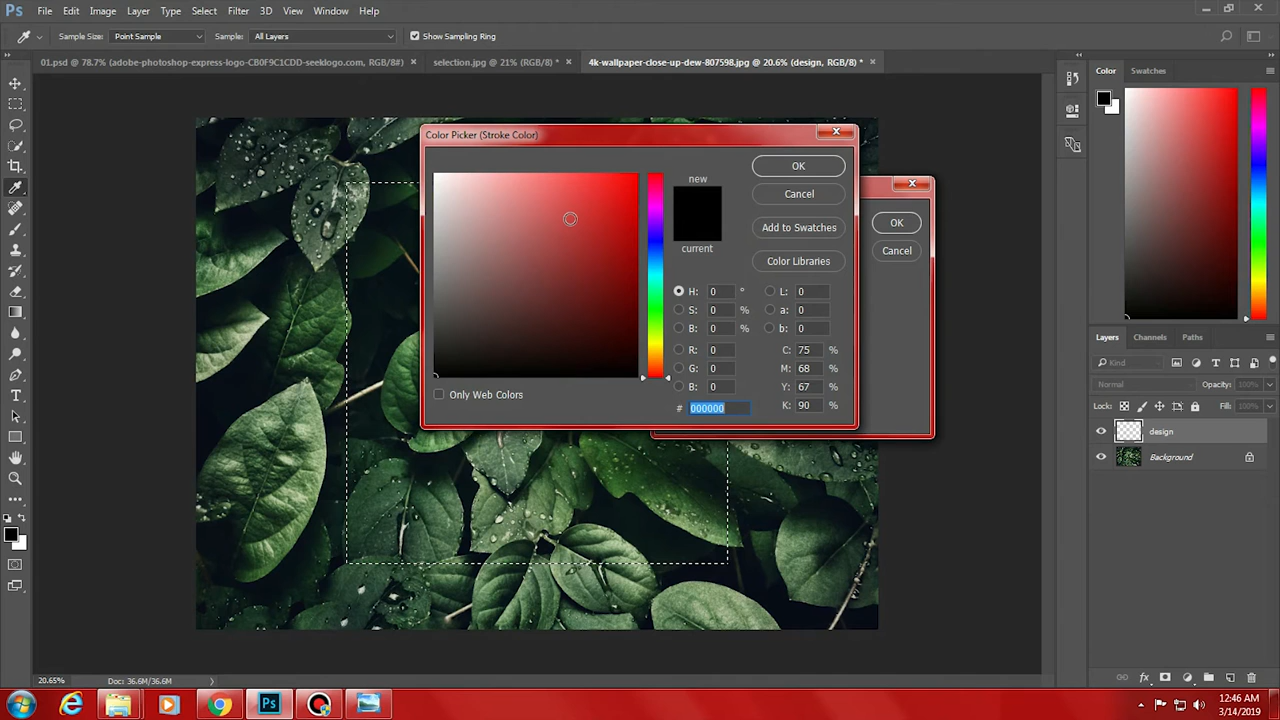 Ps File Edit Image Layer Type Select Filter 3D View Window Help
Sample Size: Point Sample Sample: All Layers Show Sampling Ring
01.psd @ 78.7% (adobe-photoshop-express-logo-CB0F9C1CDD-seeklogo.com, RGB/8#) selection.jpg @ 21% (RGB/8) * 4k-wallpaper-close-up-dew-807598.jpg @ 20.6% (design, RGB/8) *
Color Swatches
Color Picker (Stroke Color)
OK
new
Cancel
Add to Swatches
current
Color Libraries
OK
Cancel
H: 0 ° L: 0
S: 0 % a: 0
B: 0 % b: 0
R: 0 C: 75 %
G: 0 M: 68 %
B: 0 Y: 67 %
# 000000 K: 90 %
Only Web Colors
Layers Channels Paths
Kind
Normal Opacity: 100%
Lock: Fill: 100%
design
Background
fx
20.65% Doc: 36.6M/36.6M
Ps
12:46 AM
3/14/2019